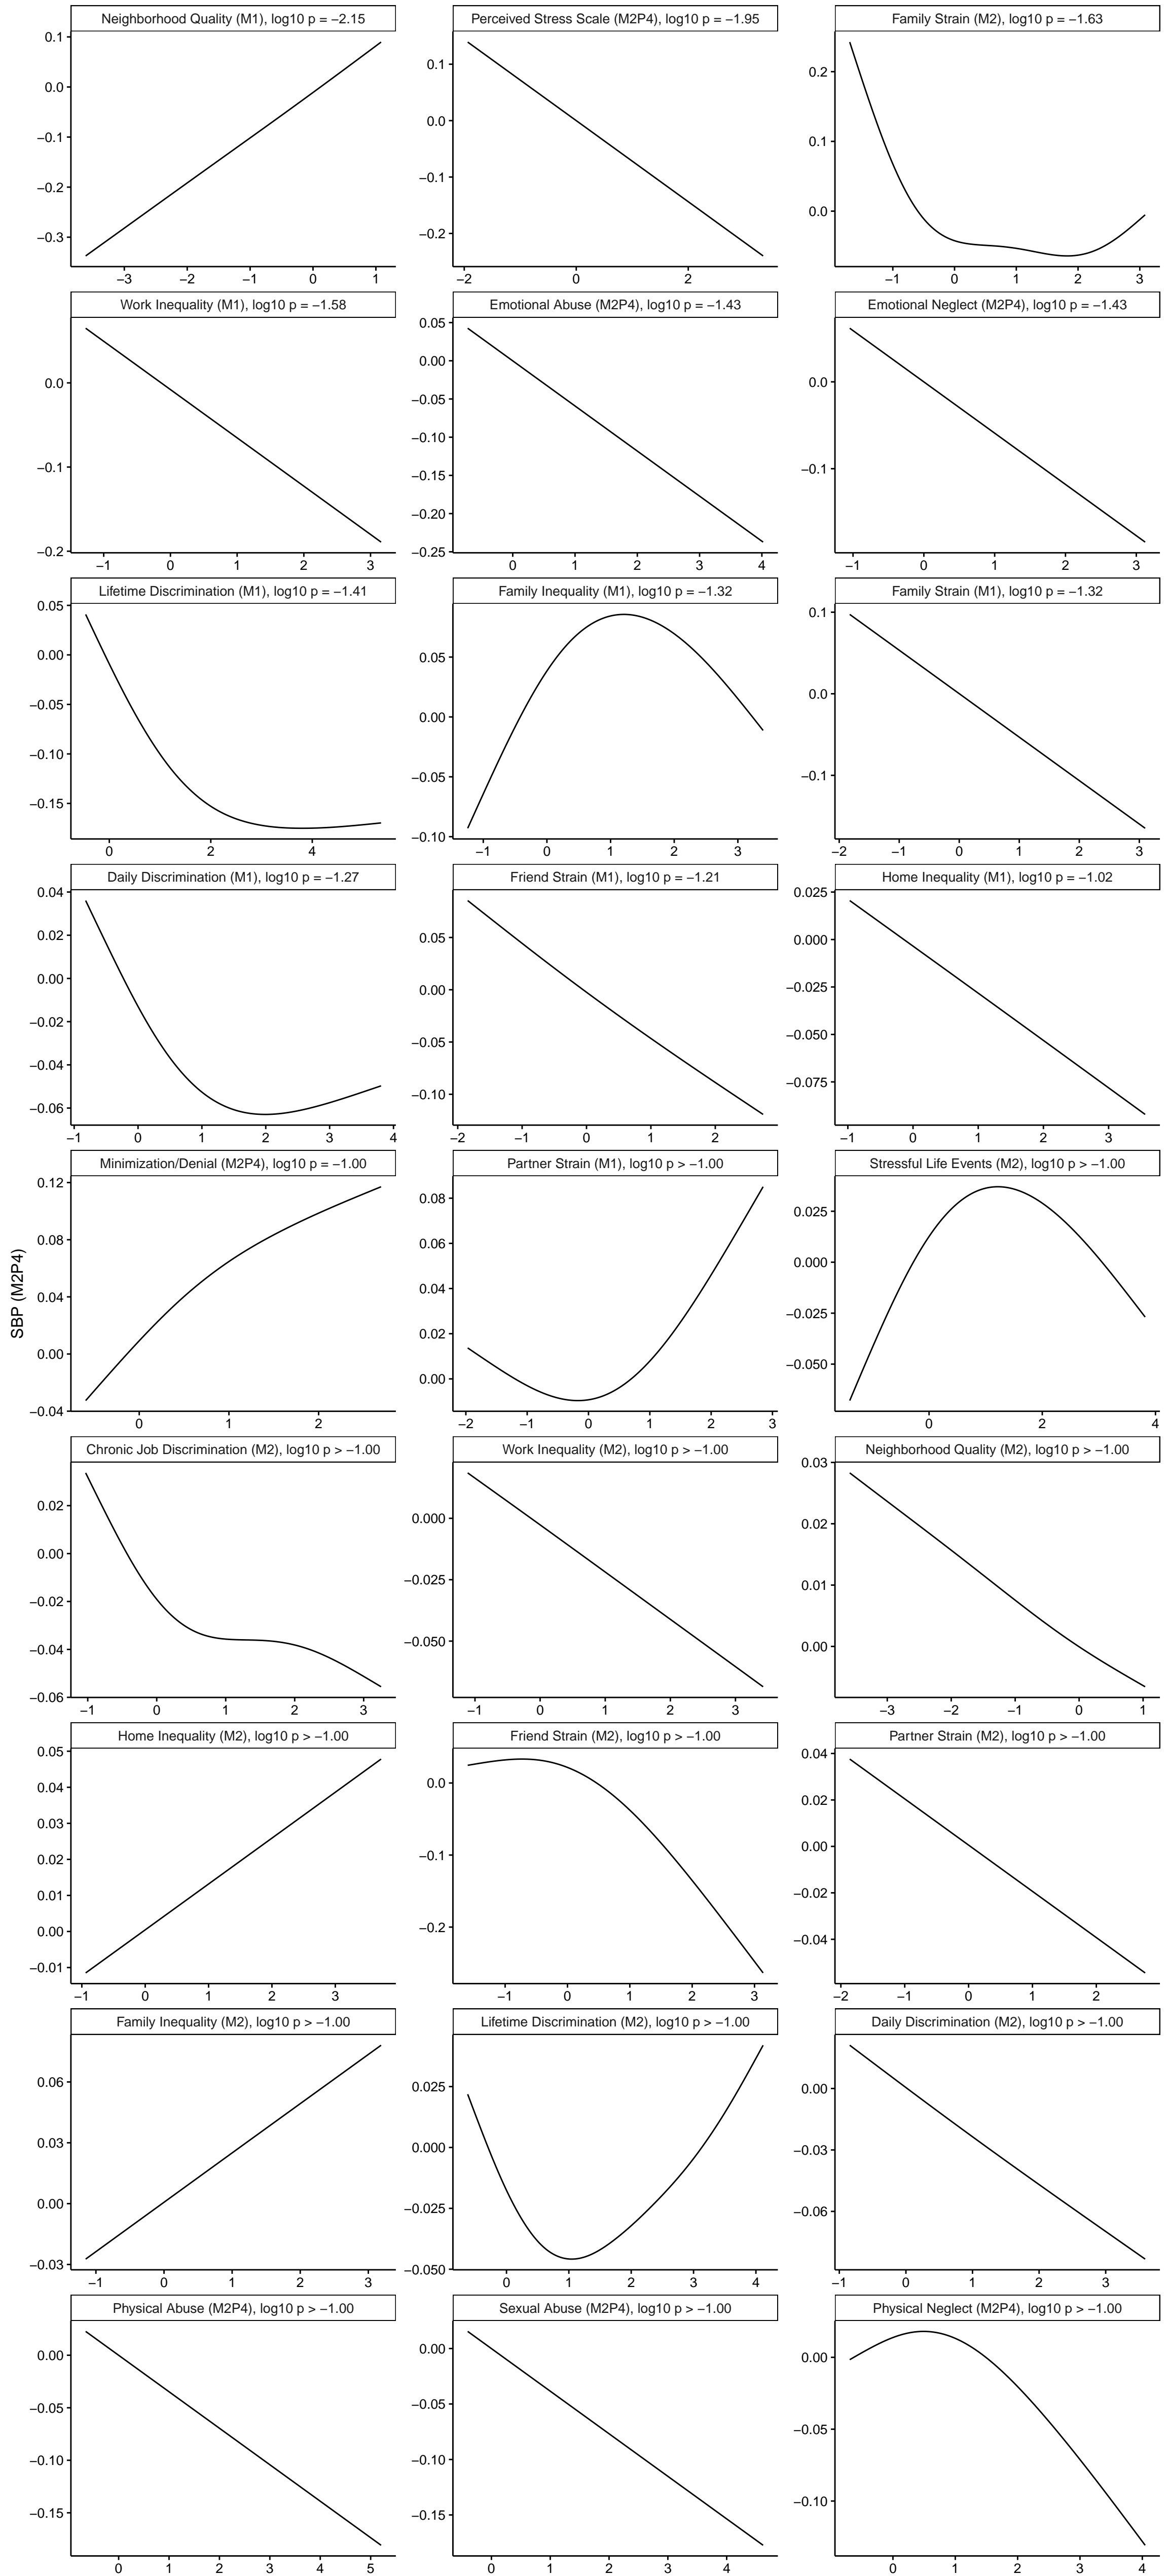 Neighborhood Quality (M1), log10 p = −2.15
Perceived Stress Scale (M2P4), log10 p = −1.95
Family Strain (M2), log10 p = −1.63
0.1
0.0
−0.1
−0.2
−0.3
−3 −2 −1 0 1
0.1
0.0
−0.1
−0.2
−2 0 2
0.2
0.1
0.0
−1 0 1 2 3
Work Inequality (M1), log10 p = −1.58
Emotional Abuse (M2P4), log10 p = −1.43
Emotional Neglect (M2P4), log10 p = −1.43
0.0
−0.1
−0.2
−1 0 1 2 3
0.05
0.00
−0.05
−0.10
−0.15
−0.20
−0.25
0 1 2 3 4
0.0
−0.1
−1 0 1 2 3
Lifetime Discrimination (M1), log10 p = −1.41
Family Inequality (M1), log10 p = −1.32
Family Strain (M1), log10 p = −1.32
0.05
0.00
−0.05
−0.10
−0.15
0 2 4
0.05
0.00
−0.05
−0.10
−1 0 1 2 3
0.1
0.0
−0.1
−2 −1 0 1 2 3
Daily Discrimination (M1), log10 p = −1.27
Friend Strain (M1), log10 p = −1.21
Home Inequality (M1), log10 p = −1.02
0.04
0.02
0.00
−0.02
−0.04
−0.06
−1 0 1 2 3 4
0.05
0.00
−0.05
−0.10
−2 −1 0 1 2
0.025
0.000
−0.025
−0.050
−0.075
−1 0 1 2 3
Minimization/Denial (M2P4), log10 p = −1.00
Partner Strain (M1), log10 p > −1.00
Stressful Life Events (M2), log10 p > −1.00
SBP (M2P4)
0.12
0.08
0.04
0.00
−0.04
0 1 2
0.08
0.06
0.04
0.02
0.00
−2 −1 0 1 2 3
0.025
0.000
−0.025
−0.050
0 2 4
Chronic Job Discrimination (M2), log10 p > −1.00
Work Inequality (M2), log10 p > −1.00
Neighborhood Quality (M2), log10 p > −1.00
0.02
0.00
−0.02
−0.04
−0.06
−1 0 1 2 3
0.000
−0.025
−0.050
−1 0 1 2 3
0.03
0.02
0.01
0.00
−3 −2 −1 0 1
Home Inequality (M2), log10 p > −1.00
Friend Strain (M2), log10 p > −1.00
Partner Strain (M2), log10 p > −1.00
0.05
0.04
0.03
0.02
0.01
0.00
−0.01
−1 0 1 2 3
0.0
−0.1
−0.2
−1 0 1 2 3
0.04
0.02
0.00
−0.02
−0.04
−2 −1 0 1 2
Family Inequality (M2), log10 p > −1.00
Lifetime Discrimination (M2), log10 p > −1.00
Daily Discrimination (M2), log10 p > −1.00
0.06
0.03
0.00
−0.03
−1 0 1 2 3
0.025
0.000
−0.025
−0.050
0 1 2 3 4
0.00
−0.03
−0.06
−1 0 1 2 3
Physical Abuse (M2P4), log10 p > −1.00
Sexual Abuse (M2P4), log10 p > −1.00
Physical Neglect (M2P4), log10 p > −1.00
0.00
−0.05
−0.10
−0.15
0 1 2 3 4 5
0.00
−0.05
−0.10
−0.15
0 1 2 3 4
0.00
−0.05
−0.10
0 1 2 3 4